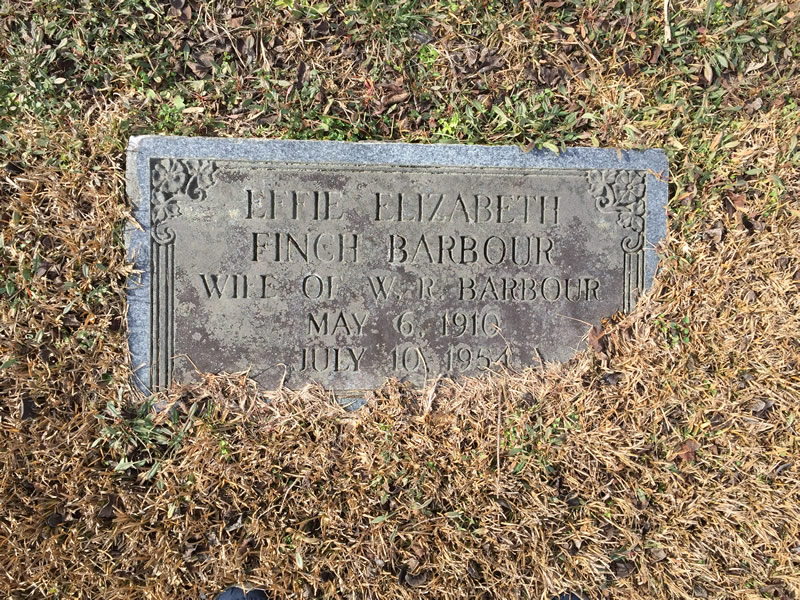 EFFIE ELIZABETH
FINCH BARBOUR
WIFE OF W. R. BARBOUR
MAY 6, 1910
JULY 10, 1954